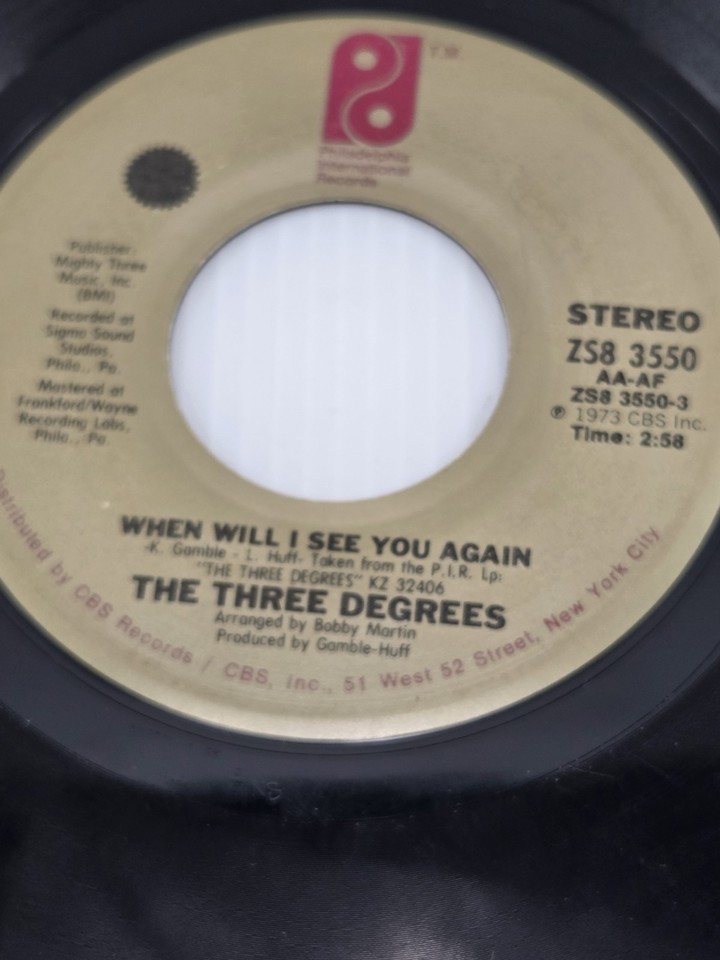 T.M.
Philadelphia
International
Records
Publisher,
Mighty Three
Music, Inc.
(BMI)
Recorded at
Sigma Sound
Studios,
Phila., Pa.
Mastered at
Frankford/Wayne
Recording Labs,
Phila., Pa.
STEREO
ZS8 3550
AA-AF
ZS8 3550-3
℗ 1973 CBS Inc.
Time: 2:58
WHEN WILL I SEE YOU AGAIN
-K. Gamble - L. Huff- Taken from the P.I.R. Lp:
"THE THREE DEGREES" KZ 32406
THE THREE DEGREES
Arranged by Bobby Martin
Produced by Gamble-Huff
Distributed by CBS Records / CBS, Inc., 51 West 52 Street, New York City